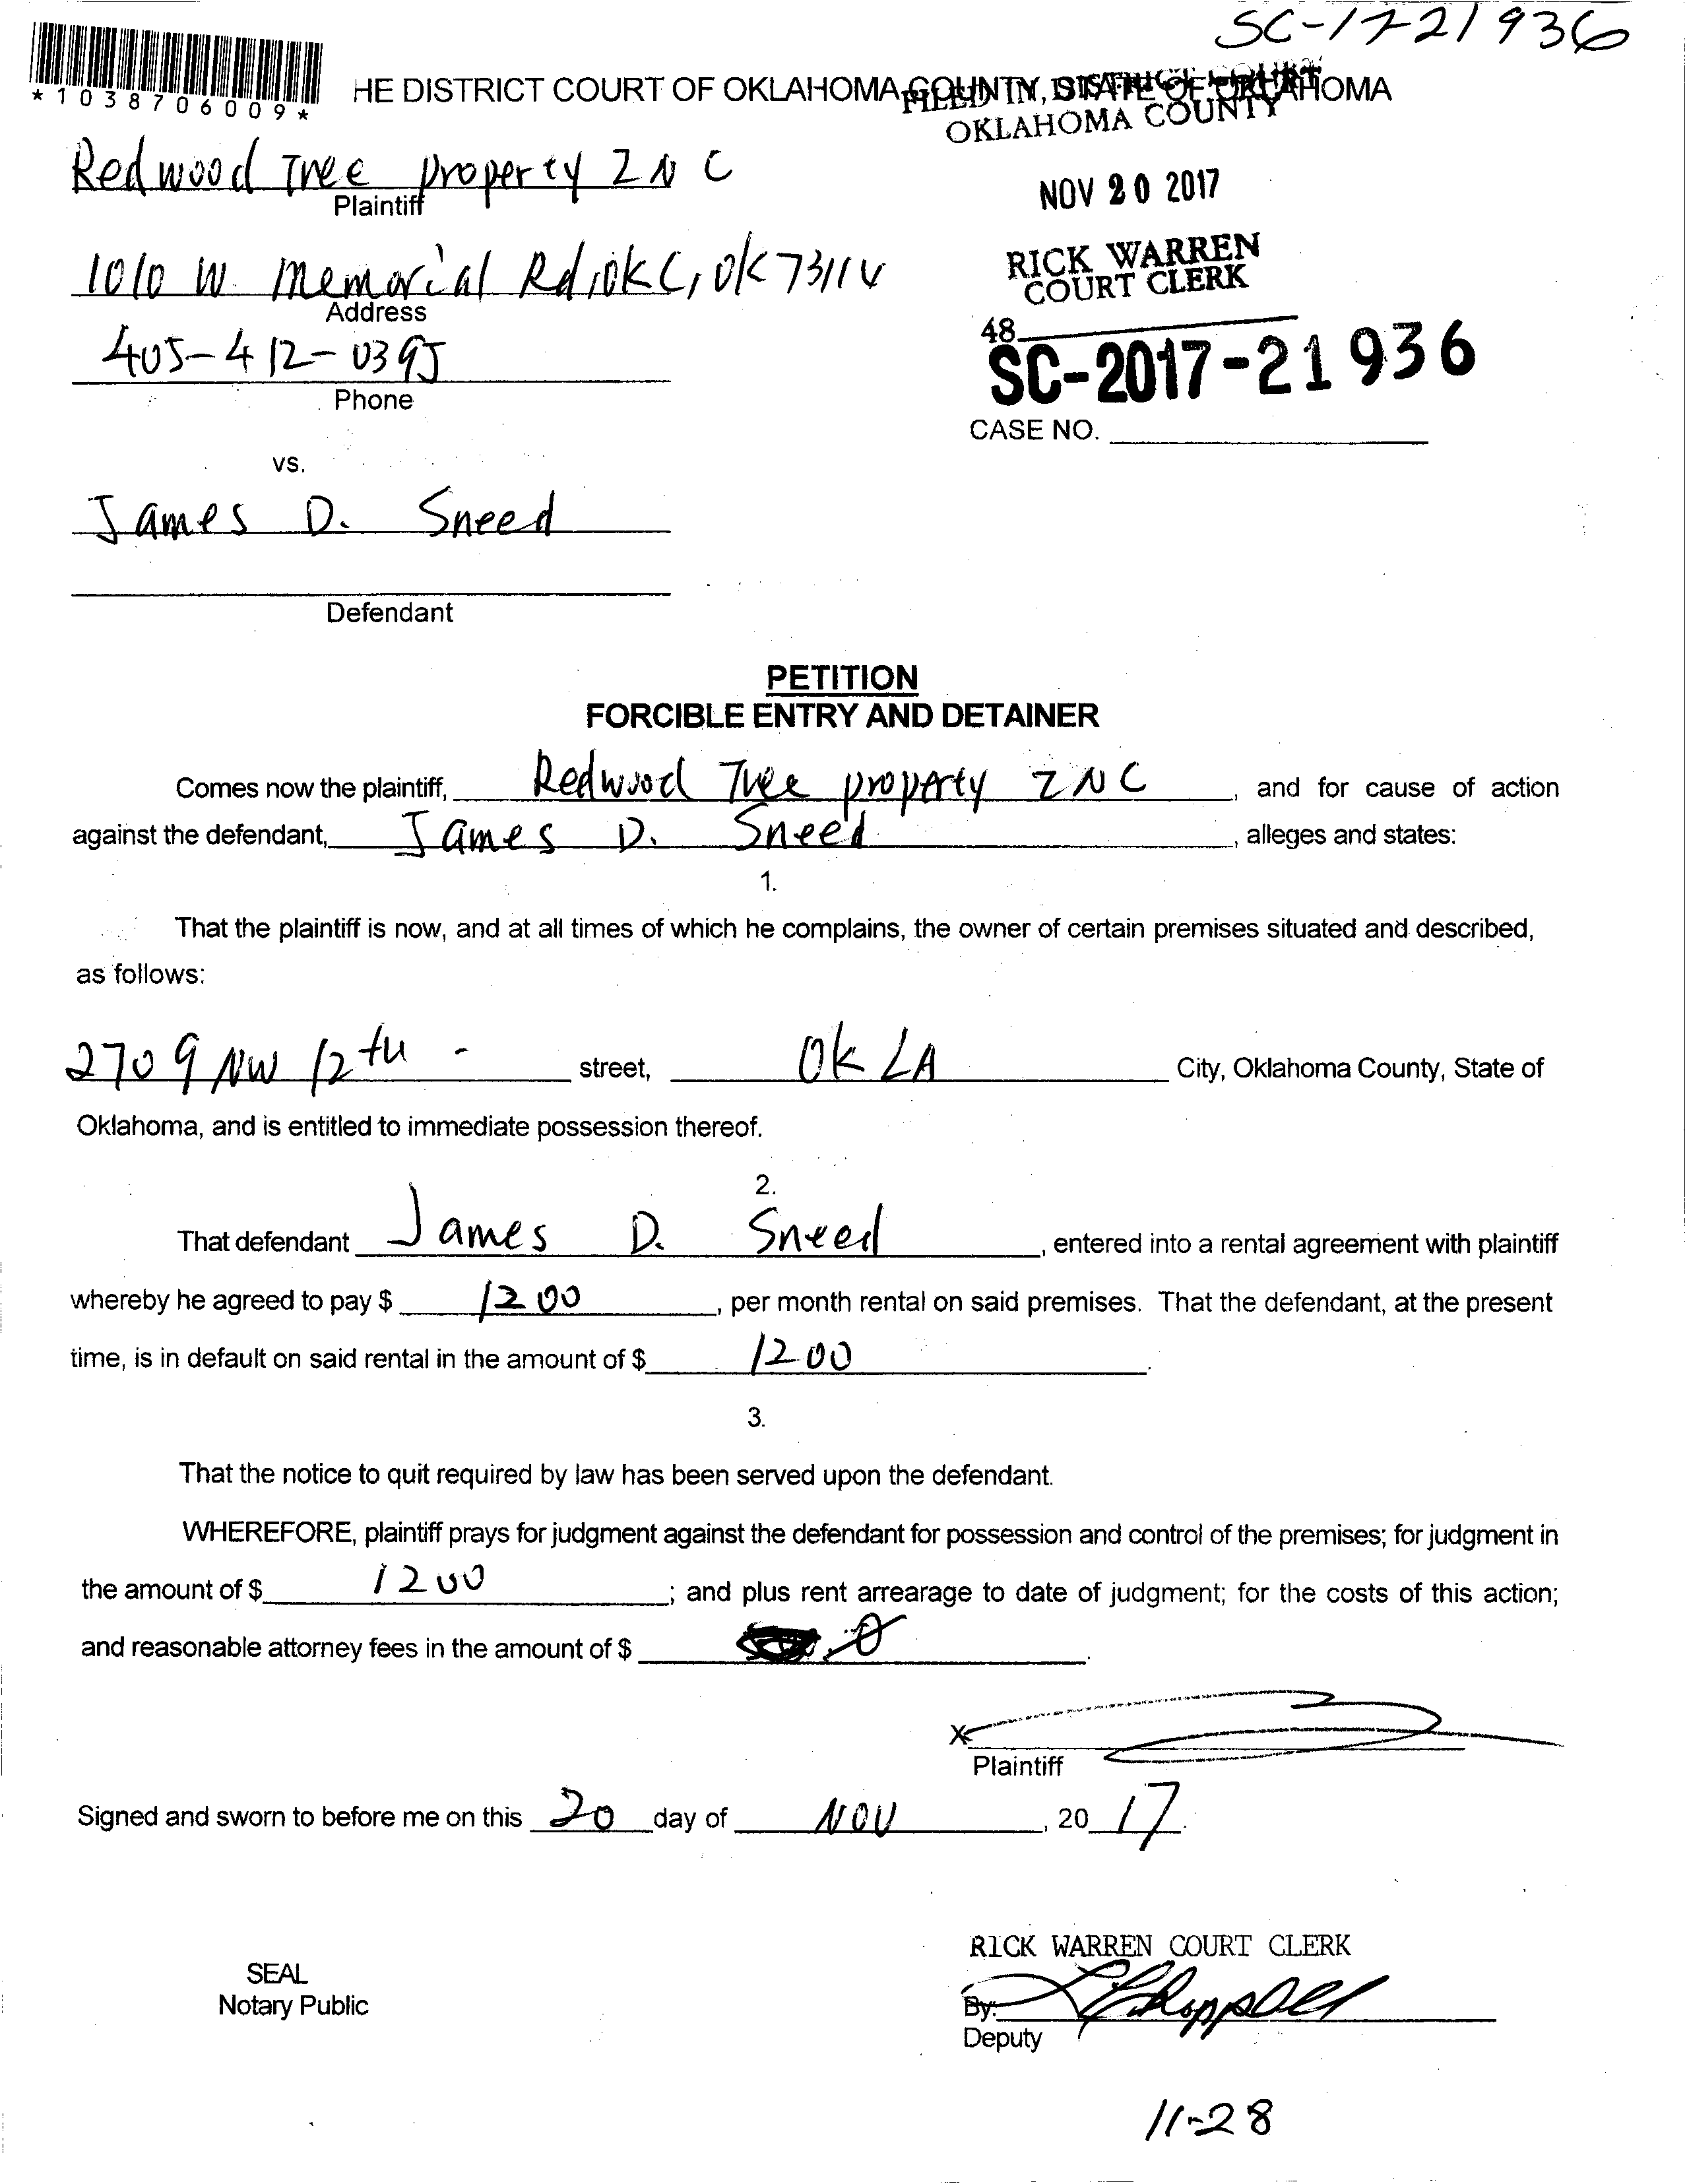 SC-17-21936
*1038706009*
HE DISTRICT COURT OF OKLAHOMA COUNTY, STATE OF OKLAHOMA
FILED IN DISTRICT COURT
OKLAHOMA COUNTY
Redwood Tree property INC
Plaintiff
NOV 20 2017
RICK WARREN
COURT CLERK
1010 W. Memorial Rd, OKC, OK 73114
Address
48
405-412-0395
SC-2017-21936
Phone
CASE NO.
vs.
James D. Sneed
Defendant
PETITION
FORCIBLE ENTRY AND DETAINER
Comes now the plaintiff, Redwood Tree property INC, and for cause of action
against the defendant, James D. Sneed, alleges and states:
1.
That the plaintiff is now, and at all times of which he complains, the owner of certain premises situated and described,
as follows:
2709 NW 12th - street, Ok LA City, Oklahoma County, State of
Oklahoma, and is entitled to immediate possession thereof.
2.
That defendant James D. Sneed, entered into a rental agreement with plaintiff
whereby he agreed to pay $ 1200, per month rental on said premises. That the defendant, at the present
time, is in default on said rental in the amount of $ 1200.
3.
That the notice to quit required by law has been served upon the defendant.
WHEREFORE, plaintiff prays for judgment against the defendant for possession and control of the premises; for judgment in
the amount of $ 1200; and plus rent arrearage to date of judgment; for the costs of this action;
and reasonable attorney fees in the amount of $ 0.
X
Plaintiff
Signed and sworn to before me on this 20 day of NOV, 20 17.
RICK WARREN COURT CLERK
SEAL
Notary Public
By:
Deputy
11-28